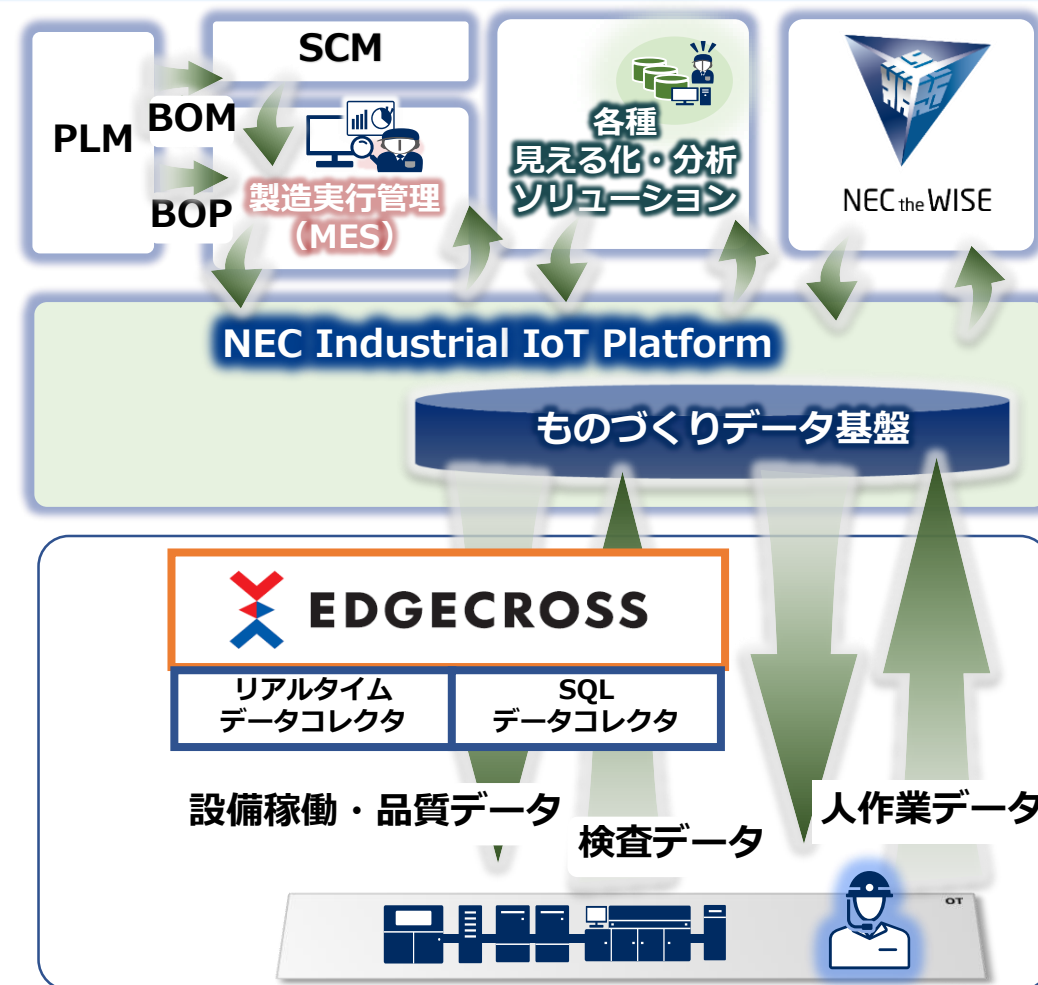 PLM
BOM
BOP
SCM
製造実行管理
（MES）
各種
見える化・分析
ソリューション
NEC the WISE
NEC Industrial IoT Platform
ものづくりデータ基盤
EDGECROSS
リアルタイム
データコレクタ
SQL
データコレクタ
設備稼働・品質データ
検査データ
人作業データ
OT